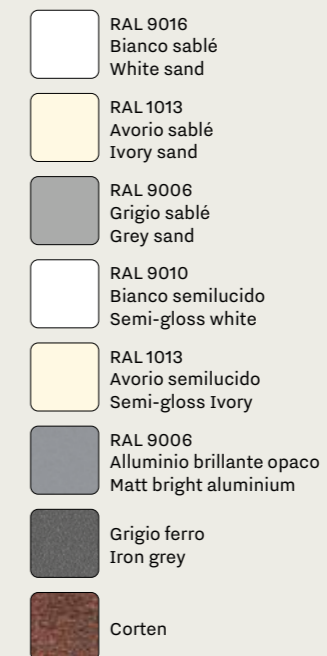 RAL 9016
Bianco sablé
White sand
RAL 1013
Avorio sablé
Ivory sand
RAL 9006
Grigio sablé
Grey sand
RAL 9010
Bianco semilucido
Semi-gloss white
RAL 1013
Avorio semilucido
Semi-gloss Ivory
RAL 9006
Alluminio brillante opaco
Matt bright aluminium
Grigio ferro
Iron grey
Corten